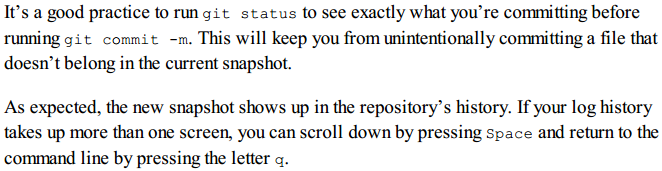 It’s a good practice to run git status to see exactly what you’re committing before
running git commit -m. This will keep you from unintentionally committing a file that
doesn’t belong in the current snapshot.
As expected, the new snapshot shows up in the repository’s history. If your log history
takes up more than one screen, you can scroll down by pressing Space and return to the
command line by pressing the letter q.